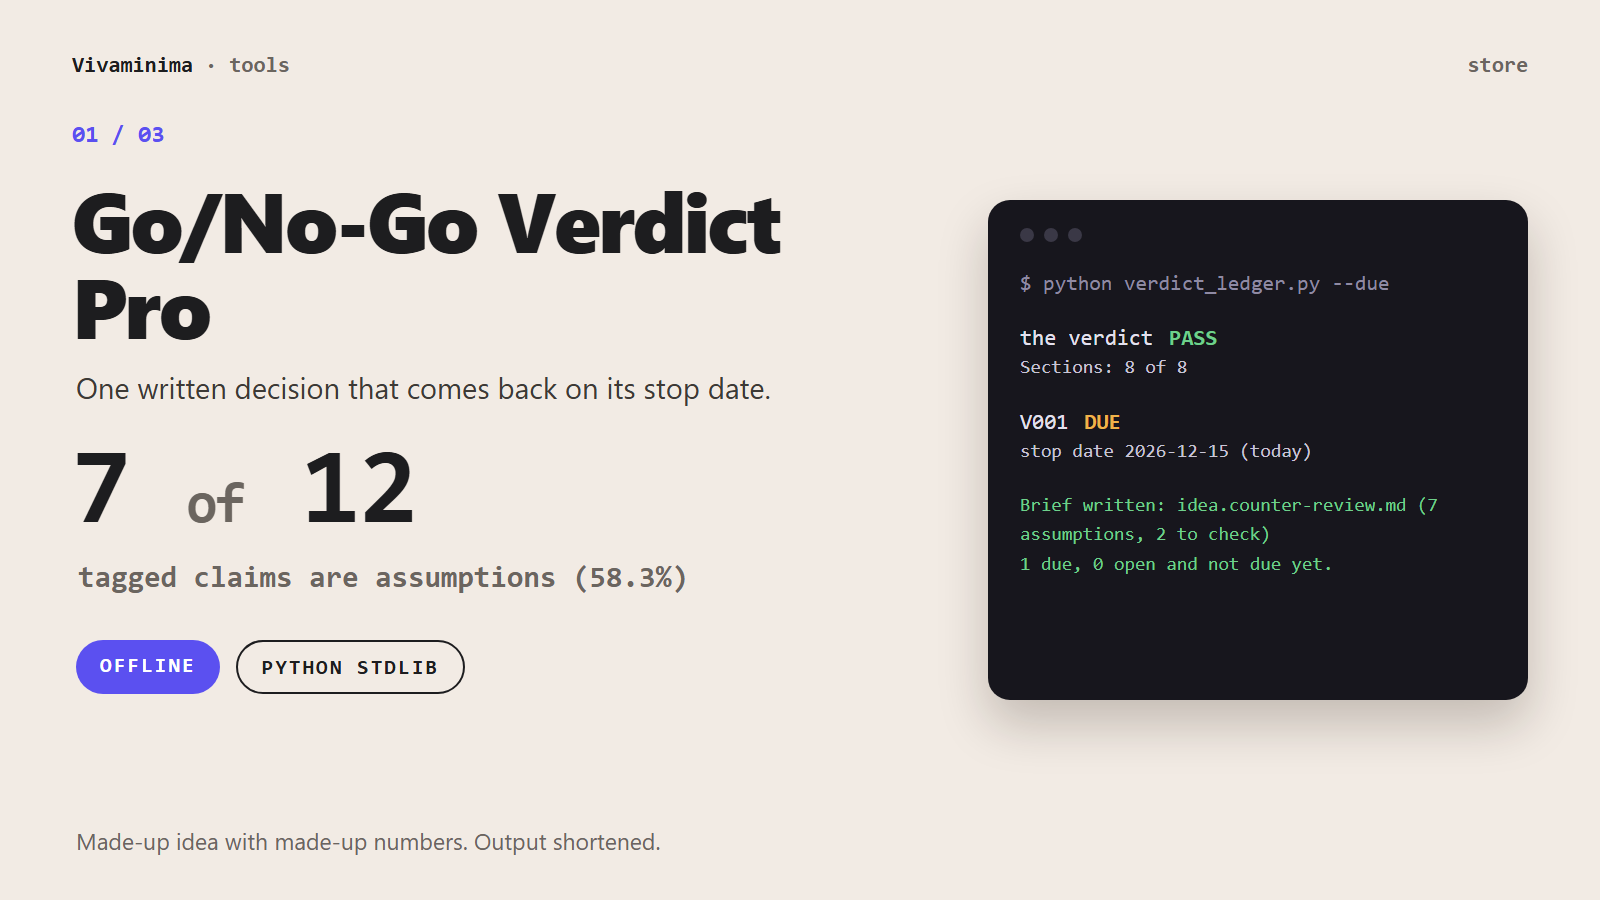 Vivaminima · tools
store
01 / 03
Go/No-Go Verdict
Pro
One written decision that comes back on its stop date.
7 of 12
tagged claims are assumptions (58.3%)
OFFLINE
PYTHON STDLIB
$ python verdict_ledger.py --due
the verdict PASS
Sections: 8 of 8
V001 DUE
stop date 2026-12-15 (today)
Brief written: idea.counter-review.md (7
assumptions, 2 to check)
1 due, 0 open and not due yet.
Made-up idea with made-up numbers. Output shortened.